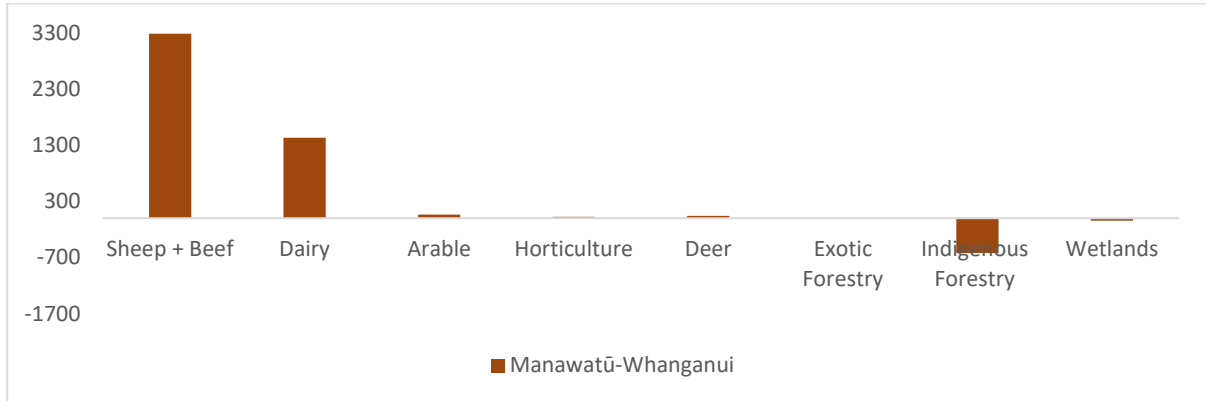 3300
2300
1300
300
-700
-1700
Sheep + Beef
Dairy
Arable
Horticulture
Deer
Exotic
Forestry
Indigenous
Forestry
Wetlands
Manawatū-Whanganui